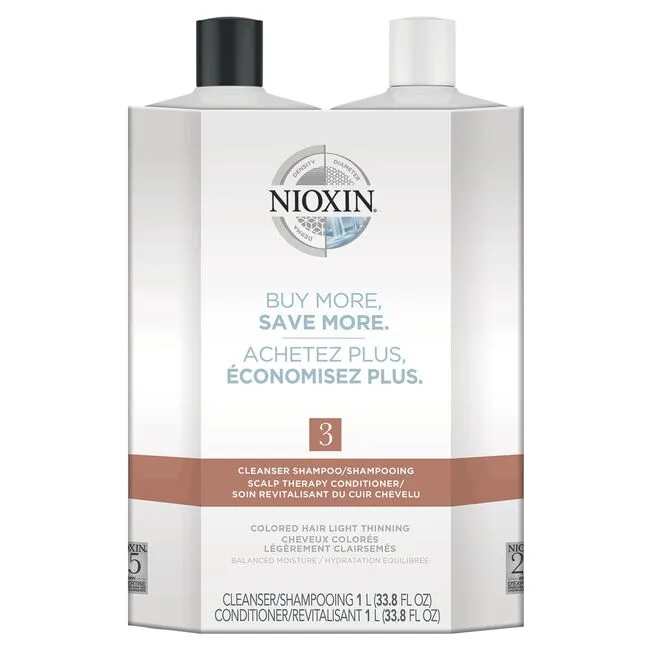 DENSITY
DIAMETER
NIOXIN®
DERMA
BUY MORE,
SAVE MORE.
ACHETEZ PLUS,
ÉCONOMISEZ PLUS.
3
CLEANSER SHAMPOO/SHAMPOOING
SCALP THERAPY CONDITIONER/
SOIN REVITALISANT DU CUIR CHEVELU
COLORED HAIR LIGHT THINNING
CHEVEUX COLORÉS
LÉGÈREMENT CLAIRSEMÉS
BALANCED MOISTURE / HYDRATATION ÉQUILIBRÉE
OXIN.
5
NIO
2
CLEANSER/SHAMPOOING 1 L (33.8 FL OZ)
CONDITIONER/REVITALISANT 1 L (33.8 FL OZ)